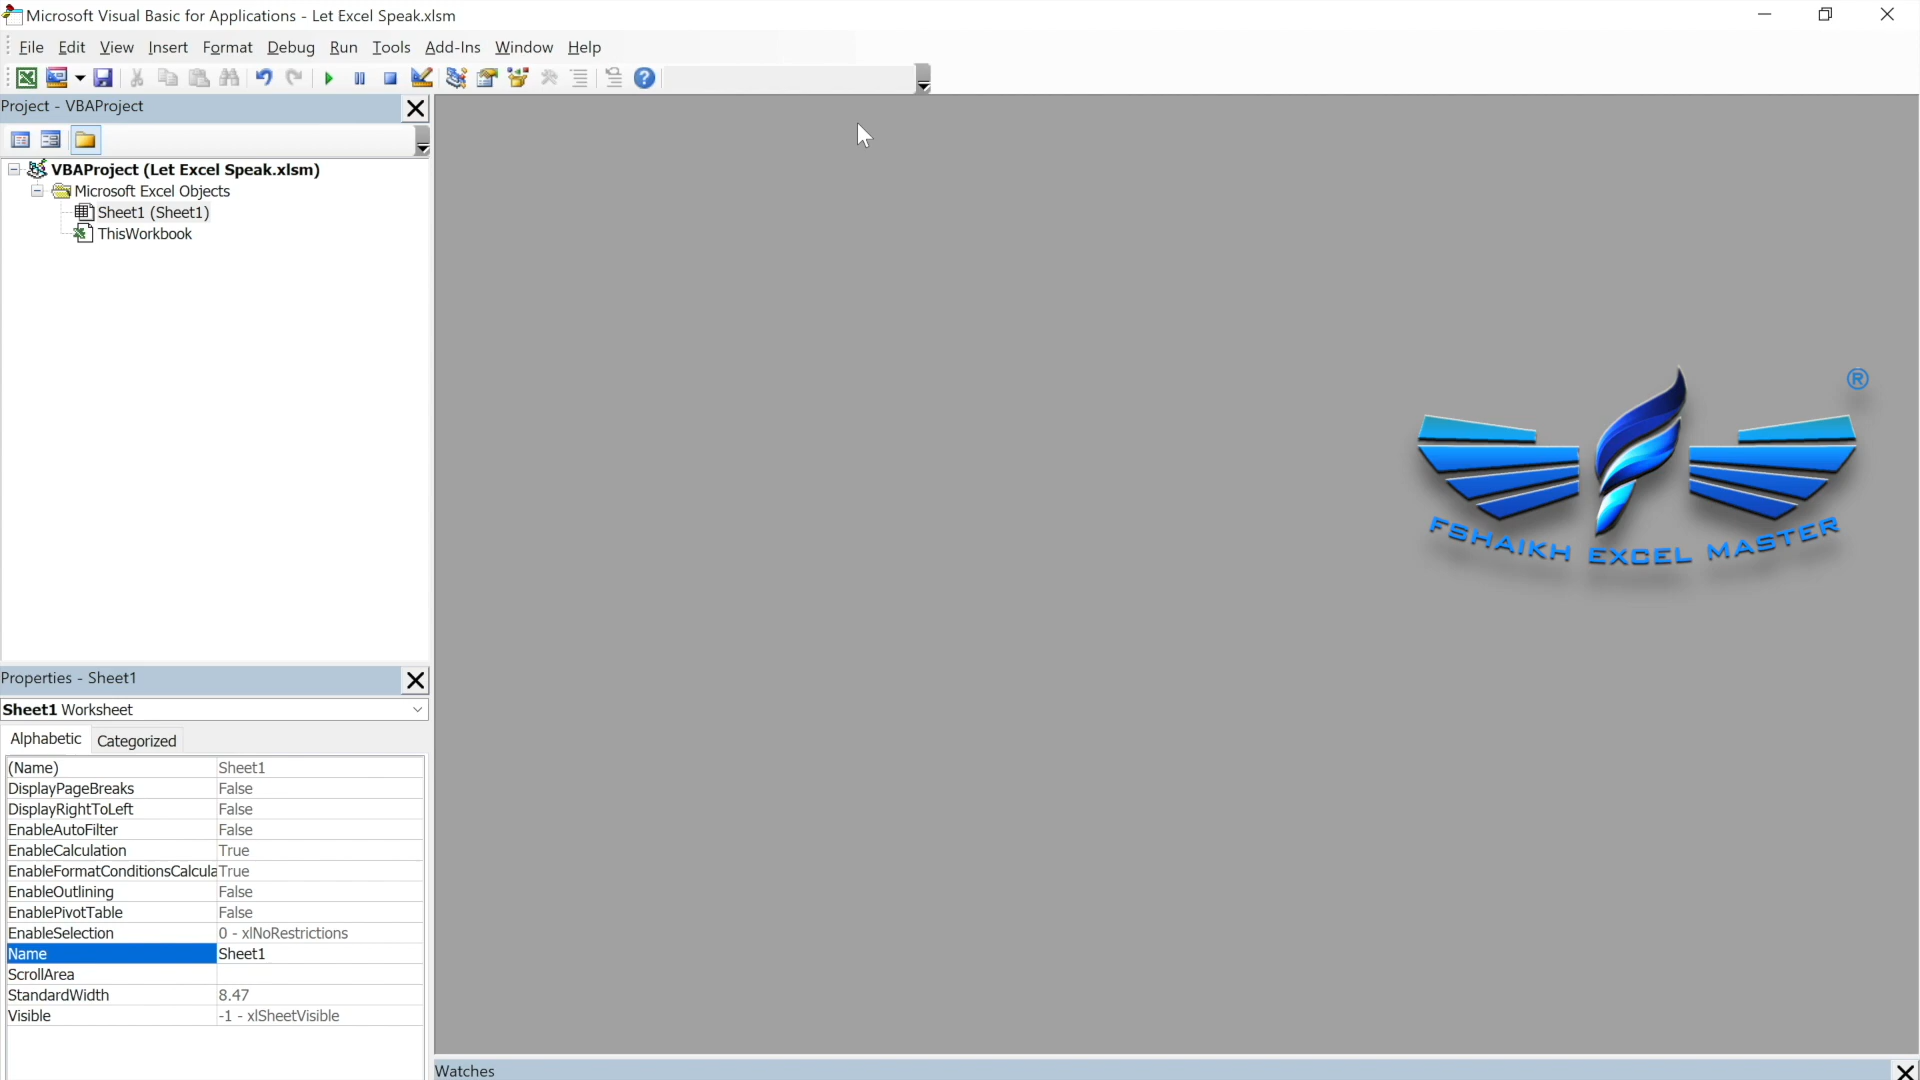 Microsoft Visual Basic for Applications - Let Excel Speak.xlsm
File Edit View Insert Format Debug Run Tools Add-Ins Window Help
Project - VBAProject
VBAProject (Let Excel Speak.xlsm)
Microsoft Excel Objects
Sheet1 (Sheet1)
ThisWorkbook
®
FSHAIKH EXCEL MASTER
Properties - Sheet1
Sheet1 Worksheet
Alphabetic Categorized
(Name) Sheet1
DisplayPageBreaks False
DisplayRightToLeft False
EnableAutoFilter False
EnableCalculation True
EnableFormatConditionsCalcula True
EnableOutlining False
EnablePivotTable False
EnableSelection 0 - xlNoRestrictions
Name Sheet1
ScrollArea
StandardWidth 8.47
Visible -1 - xlSheetVisible
Watches